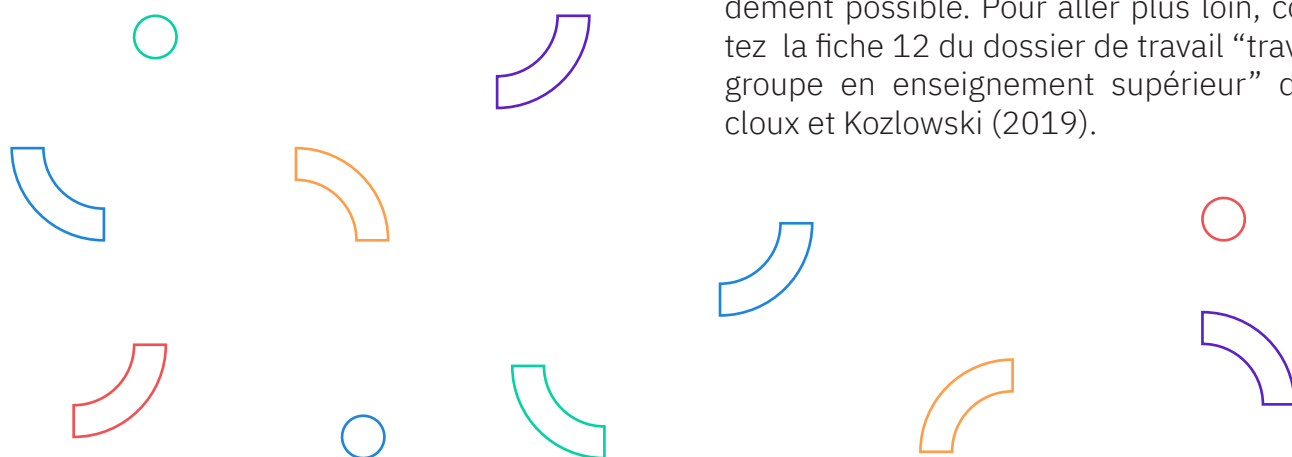 dement possible. Pour aller plus loin, co
tez la fiche 12 du dossier de travail “trav
groupe en enseignement supérieur” d
cloux et Kozlowski (2019).